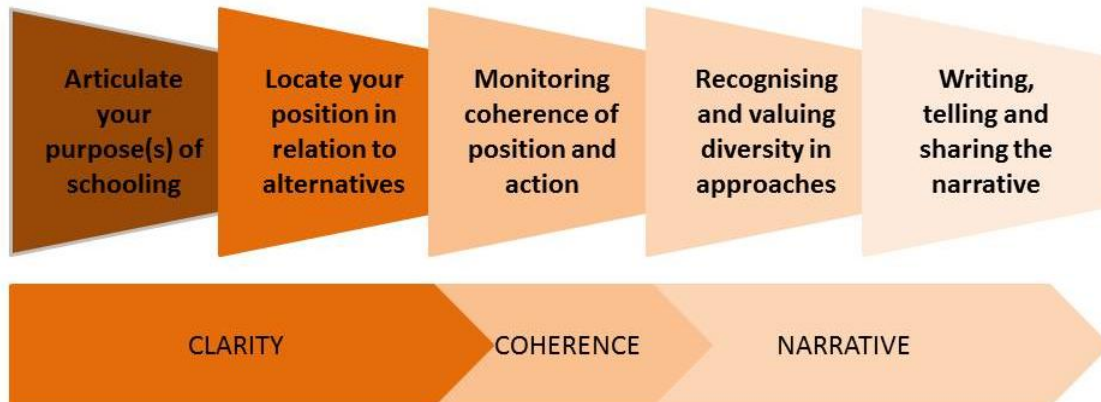 Articulate
your
purpose(s) of
schooling
Locate your
position in
relation to
alternatives
Monitoring
coherence of
position and
action
Recognising
and valuing
diversity in
approaches
Writing,
telling and
sharing the
narrative
CLARITY
COHERENCE
NARRATIVE